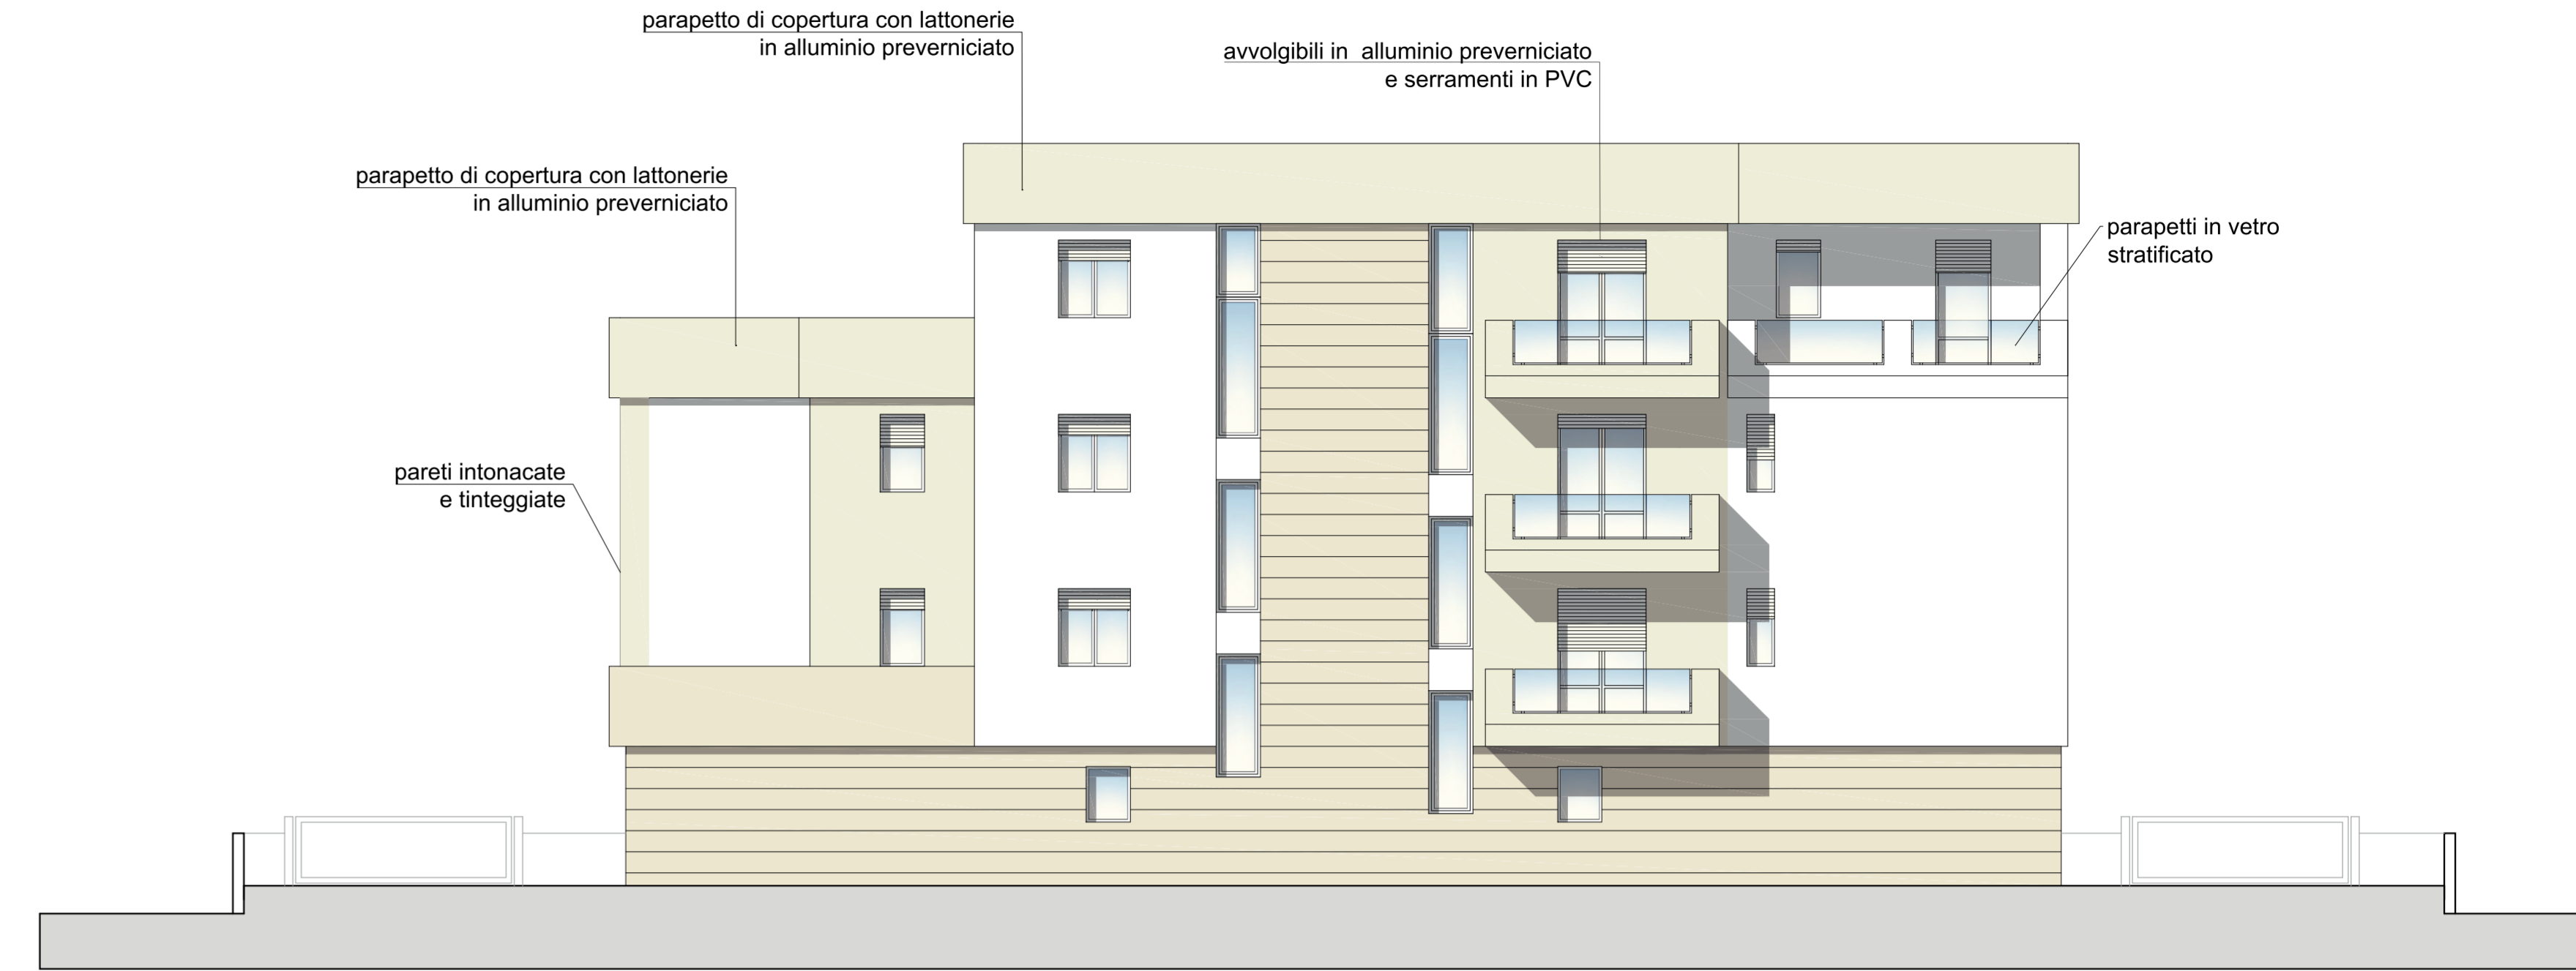 parapetto di copertura con lattonerie
in alluminio preverniciato
avvolgibili in  alluminio preverniciato
e serramenti in PVC
parapetto di copertura con lattonerie
in alluminio preverniciato
parapetti in vetro
stratificato
pareti intonacate
e tinteggiate